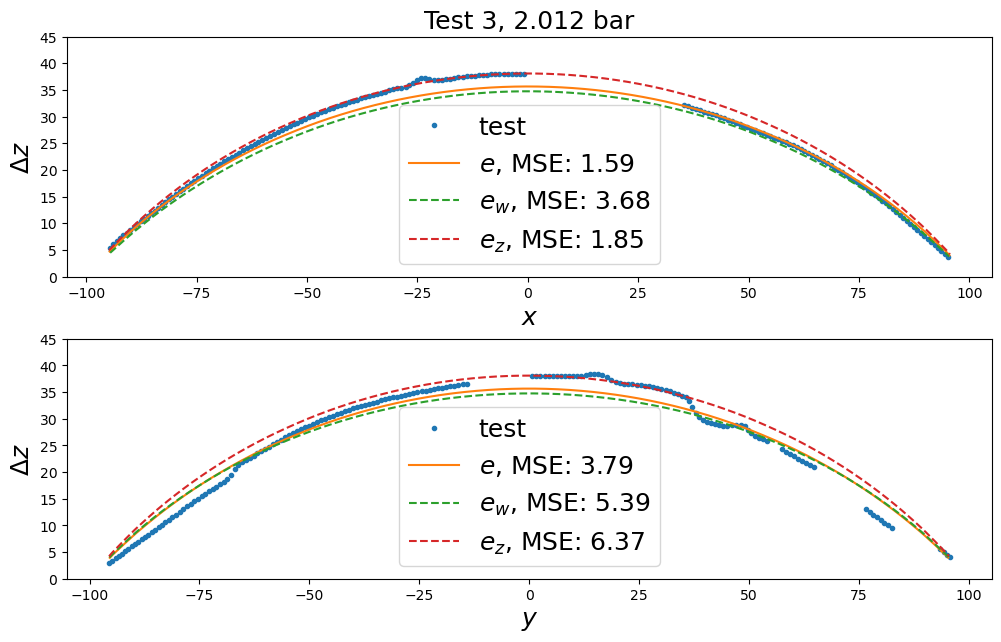 Test 3, 2.012 bar
45
40
35
30
25
20
15
10
5
0
Δz
test
e, MSE: 1.59
e_w, MSE: 3.68
e_z, MSE: 1.85
−100 −75 −50 −25 0 25 50 75 100
x
45
40
35
30
25
20
15
10
5
0
Δz
test
e, MSE: 3.79
e_w, MSE: 5.39
e_z, MSE: 6.37
−100 −75 −50 −25 0 25 50 75 100
y